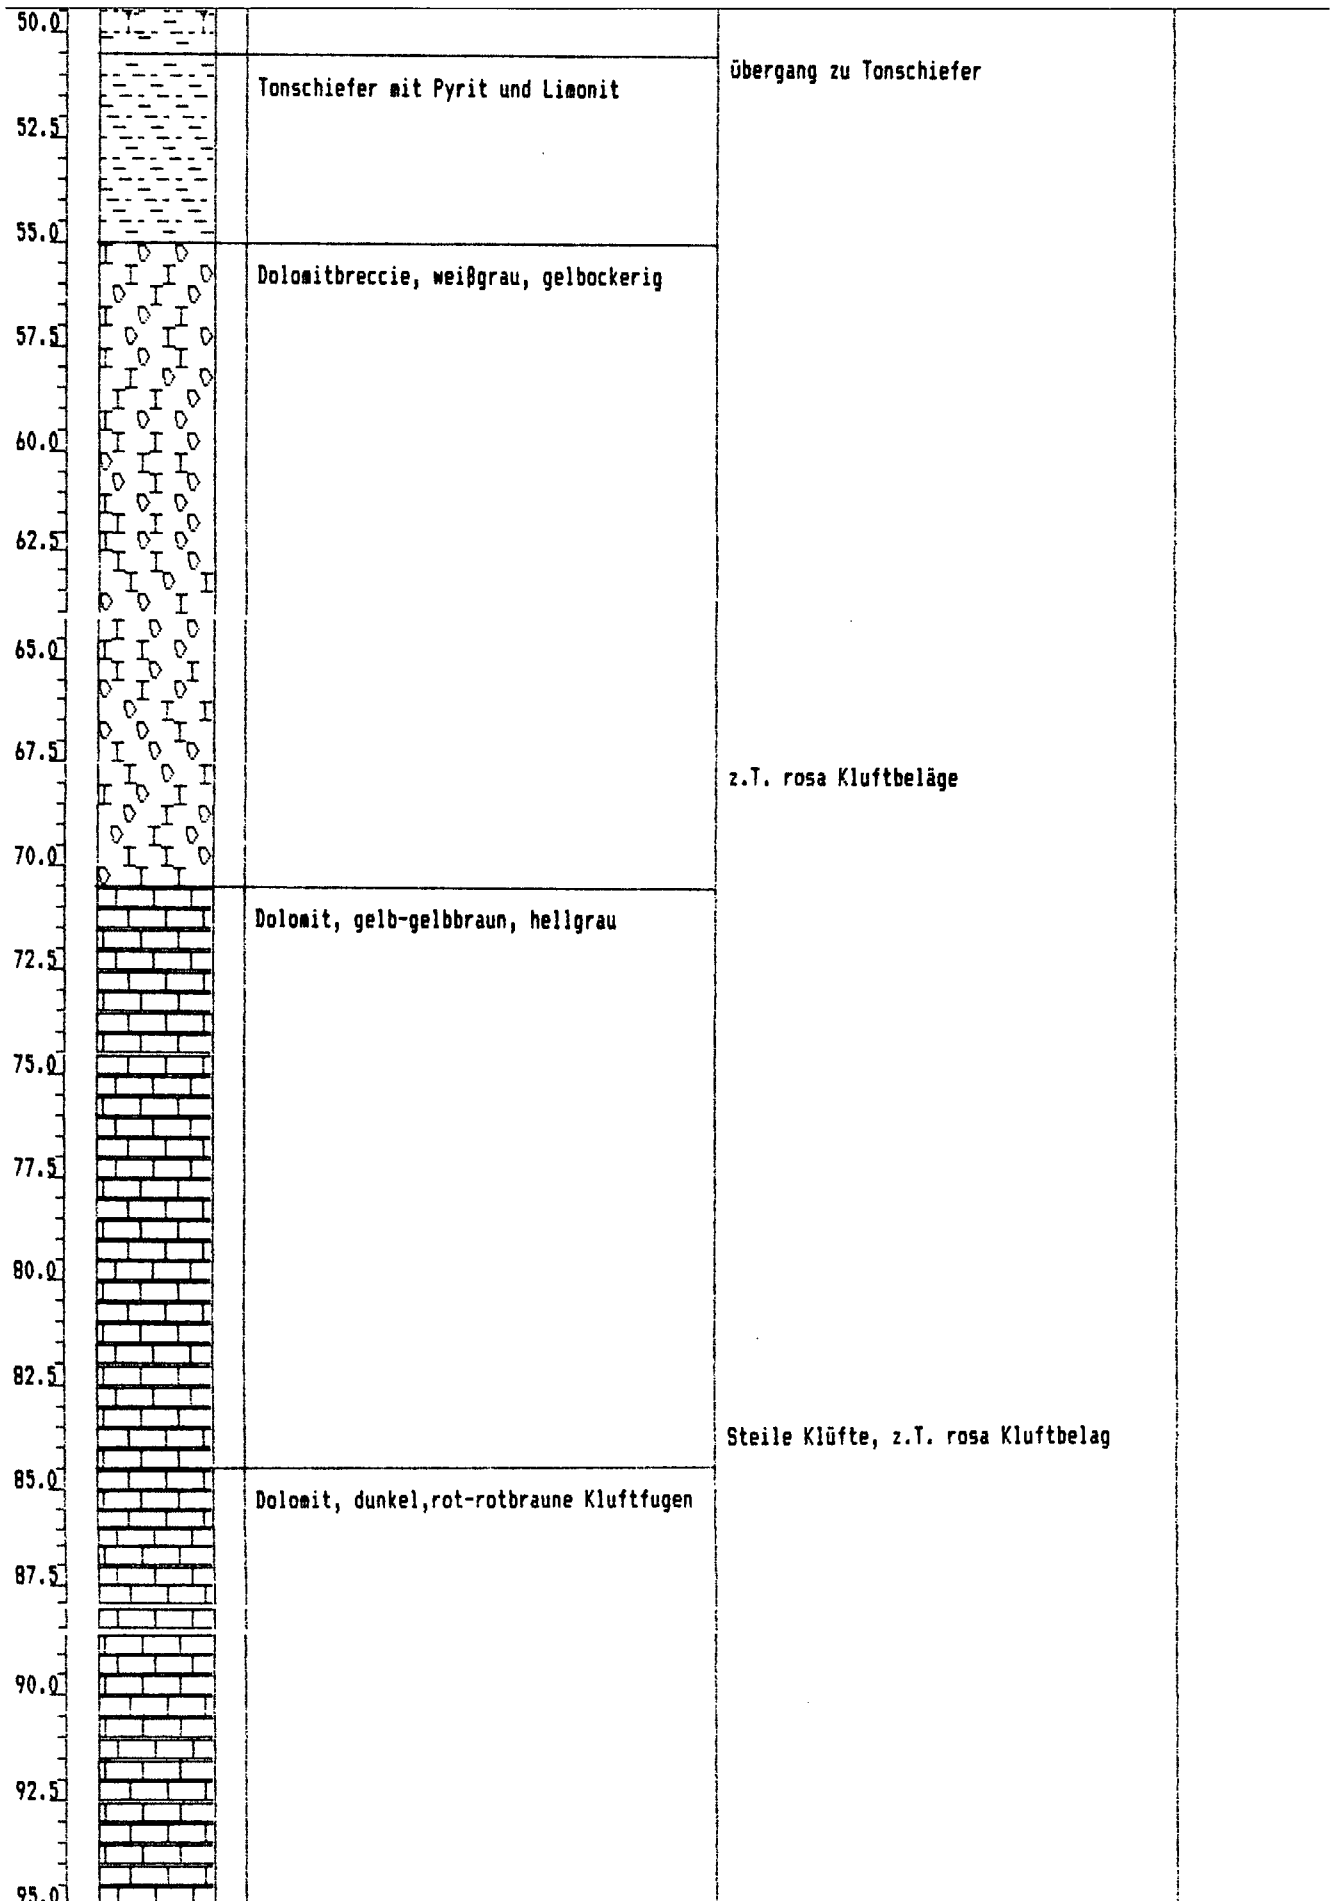 50.0
übergang zu Tonschiefer
Tonschiefer mit Pyrit und Limonit
52.5
55.0
Dolomitbreccie, weißgrau, gelbockerig
57.5
60.0
62.5
65.0
67.5
z.T. rosa Kluftbeläge
70.0
Dolomit, gelb-gelbbraun, hellgrau
72.5
75.0
77.5
80.0
82.5
Steile Klüfte, z.T. rosa Kluftbelag
85.0
Dolomit, dunkel,rot-rotbraune Kluftfugen
87.5
90.0
92.5
95.0